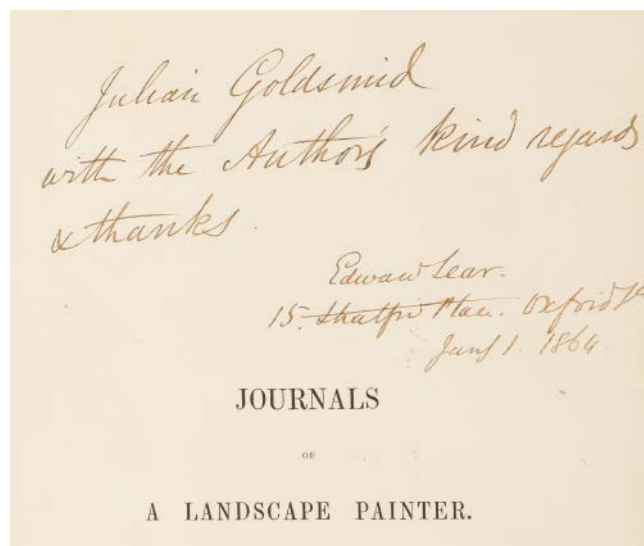 Julian Goldsmid
with the Author's kind regards
& thanks.
Edward Lear.
15. Stratford Place. Oxford St
1. 1864
JOURNALS
OF
A LANDSCAPE PAINTER.